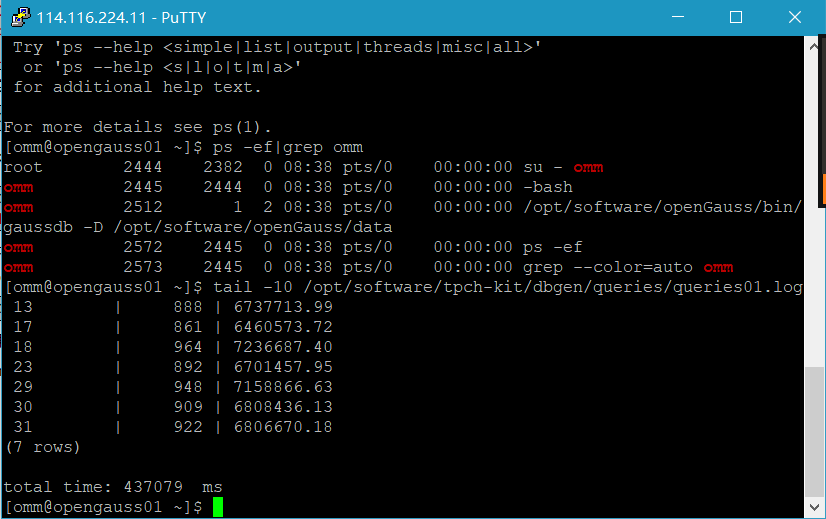 114.116.224.11 - PuTTY
Try 'ps --help <simple|list|output|threads|misc|all>'
or 'ps --help <s|l|o|t|m|a>'
for additional help text.
For more details see ps(1).
[omm@opengauss01 ~]$ ps -ef|grep omm
root        2444    2382  0 08:38 pts/0    00:00:00 su - omm
omm         2445    2444  0 08:38 pts/0    00:00:00 -bash
omm         2512       1  2 08:38 pts/0    00:00:00 /opt/software/openGauss/bin/
gaussdb -D /opt/software/openGauss/data
omm         2572    2445  0 08:38 pts/0    00:00:00 ps -ef
omm         2573    2445  0 08:38 pts/0    00:00:00 grep --color=auto omm
[omm@opengauss01 ~]$ tail -10 /opt/software/tpch-kit/dbgen/queries/queries01.log
13         |      888 | 6737713.99
17         |      861 | 6460573.72
18         |      964 | 7236687.40
23         |      892 | 6701457.95
29         |      948 | 7158866.63
30         |      909 | 6808436.13
31         |      922 | 6806670.18
(7 rows)
total time: 437079  ms
[omm@opengauss01 ~]$